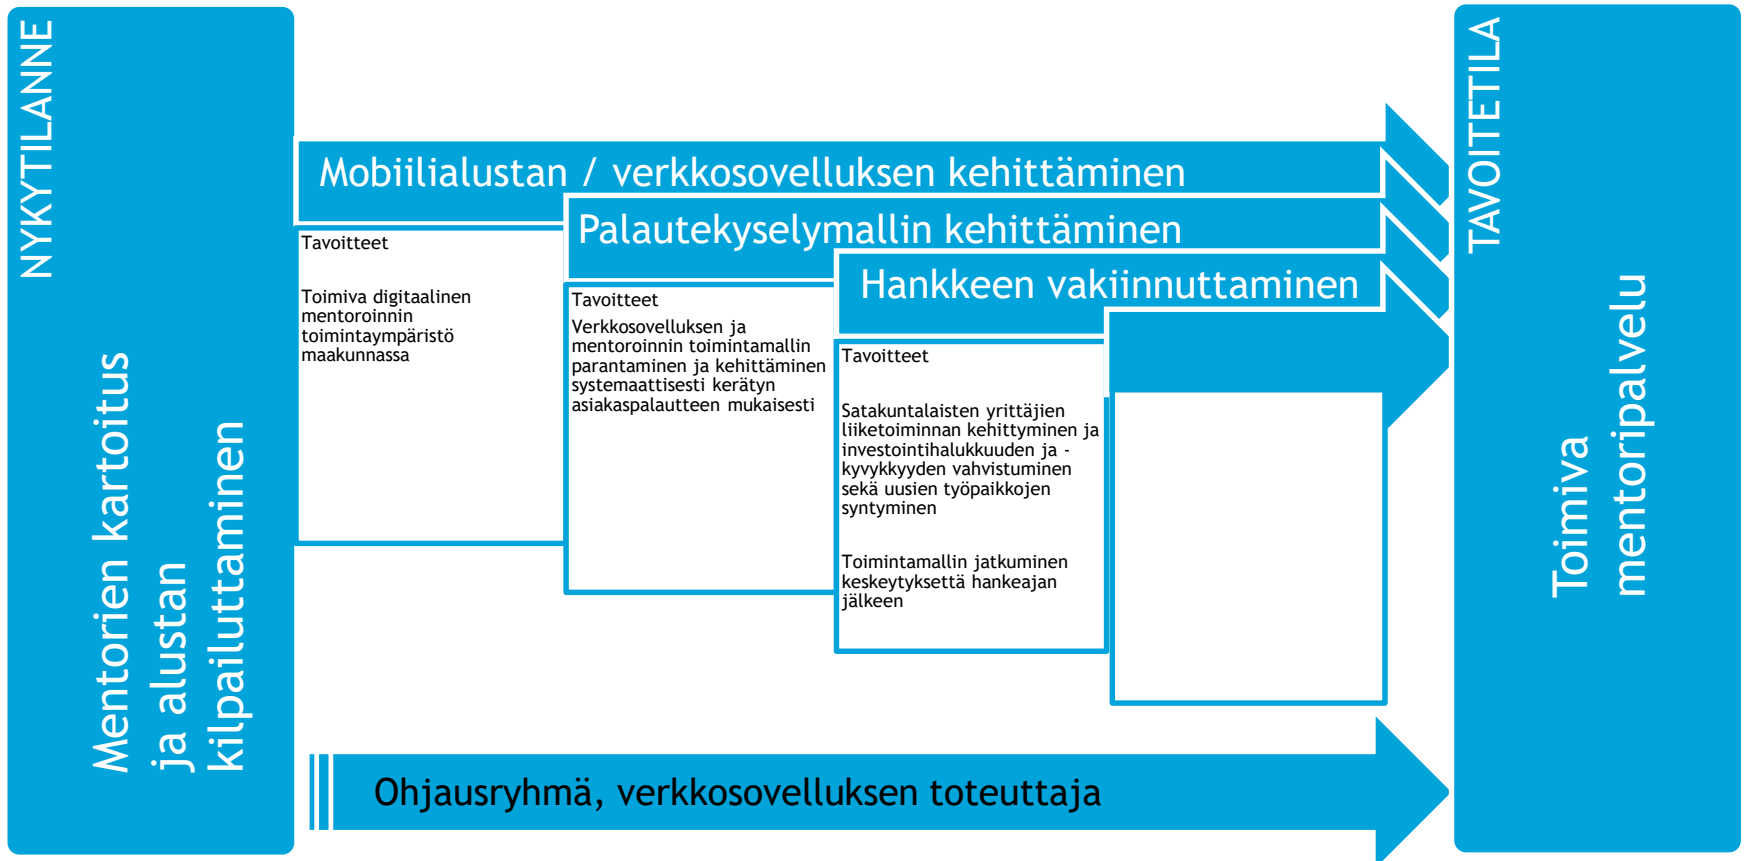 NYKYTILANNE
Mentorien kartoitus
ja alustan
kilpailuttaminen
Mobiilialustan / verkkosovelluksen kehittäminen
Tavoitteet
Toimiva digitaalinen
mentoroinnin
toimintaympäristö
maakunnassa
Palautekyselymallin kehittäminen
Tavoitteet
Verkkosovelluksen ja
mentoroinnin toimintamallin
parantaminen ja kehittäminen
systemaattisesti kerätyn
asiakaspalautteen mukaisesti
Hankkeen vakiinnuttaminen
Tavoitteet
Satakuntalaisten yrittäjien
liiketoiminnan kehittyminen ja
investointihalukkuuden ja -
kyvykkyyden vahvistuminen
sekä uusien työpaikkojen
syntyminen
Toimintamallin jatkuminen
keskeytyksettä hankeajan
jälkeen
Ohjausryhmä, verkkosovelluksen toteuttaja
TAVOITETILA
Toimiva
mentoripalvelu